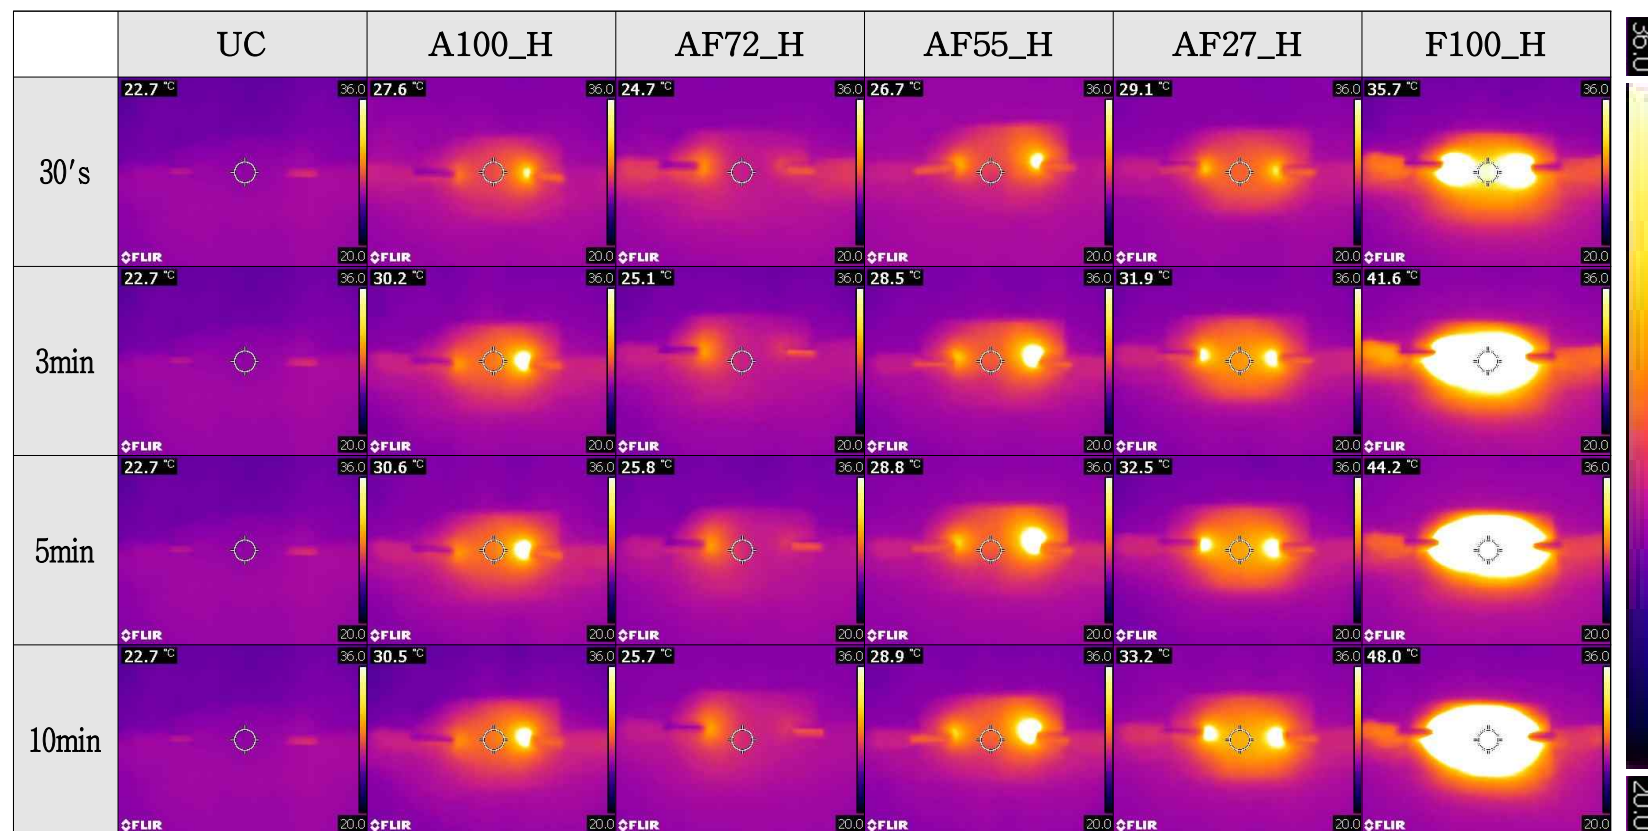 UC A100_H AF72_H AF55_H AF27_H F100_H
36.0
30's
22.7 °C 36.0 27.6 °C 36.0 24.7 °C 36.0 26.7 °C 36.0 29.1 °C 36.0 35.7 °C 36.0
FLIR 20.0 FLIR 20.0 FLIR 20.0 FLIR 20.0 FLIR 20.0 FLIR 20.0
3min
22.7 °C 36.0 30.2 °C 36.0 25.1 °C 36.0 28.5 °C 36.0 31.9 °C 36.0 41.6 °C 36.0
FLIR 20.0 FLIR 20.0 FLIR 20.0 FLIR 20.0 FLIR 20.0 FLIR 20.0
5min
22.7 °C 36.0 30.6 °C 36.0 25.8 °C 36.0 28.8 °C 36.0 32.5 °C 36.0 44.2 °C 36.0
FLIR 20.0 FLIR 20.0 FLIR 20.0 FLIR 20.0 FLIR 20.0 FLIR 20.0
10min
22.7 °C 36.0 30.5 °C 36.0 25.7 °C 36.0 28.9 °C 36.0 33.2 °C 36.0 48.0 °C 36.0
FLIR 20.0 FLIR 20.0 FLIR 20.0 FLIR 20.0 FLIR 20.0 FLIR 20.0
20.0